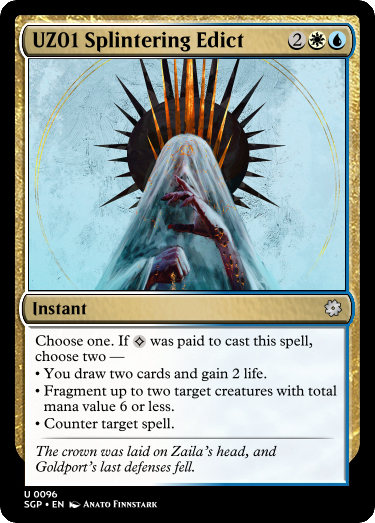 UZ01 Splintering Edict 2
Instant
Choose one. If was paid to cast this spell,
choose two —
• You draw two cards and gain 2 life.
• Fragment up to two target creatures with total
mana value 6 or less.
• Counter target spell.
The crown was laid on Zaila's head, and
Goldport's last defenses fell.
U 0096
SGP • EN Anato Finnstark